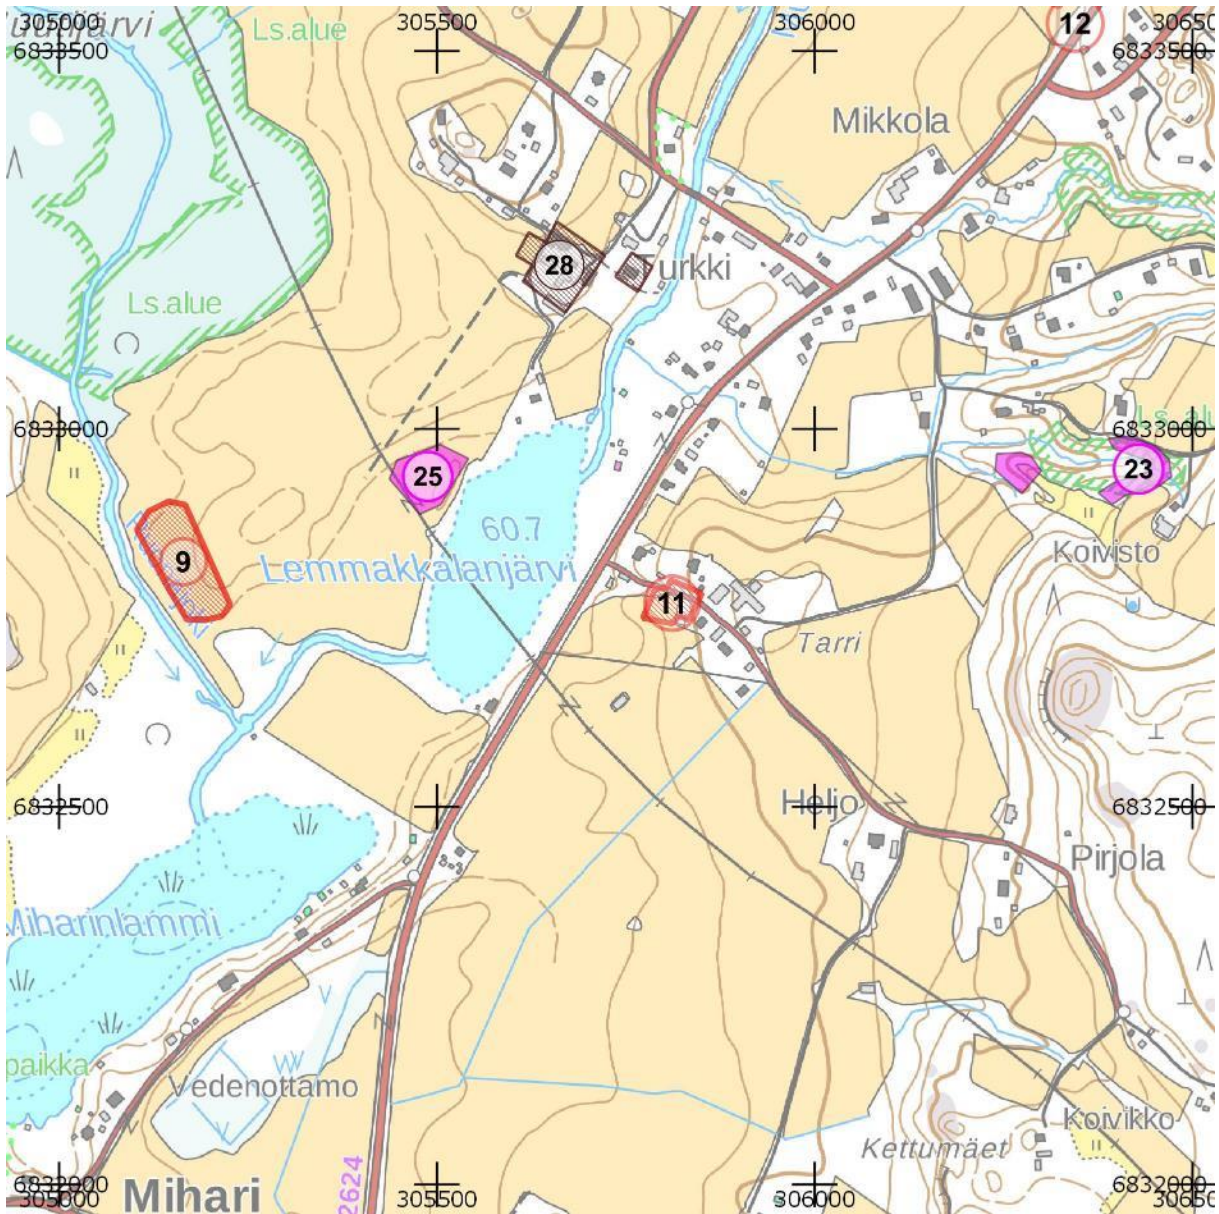 305000
305500
306000
12
6833500
6833500
Ls.alue
Mikkola
28
Turkki
Ls.alue
6833000
6833000
25
23
60.7
Koivisto
9
Lemmakkalanjärvi
11
Tarri
6832500
6832500
Heljo
Pirjola
Miharinlammi
paikka
Vedenottamo
Koivikko
Kettumäet
2624
Mihari
6832000
6832000
305000
305500
306000